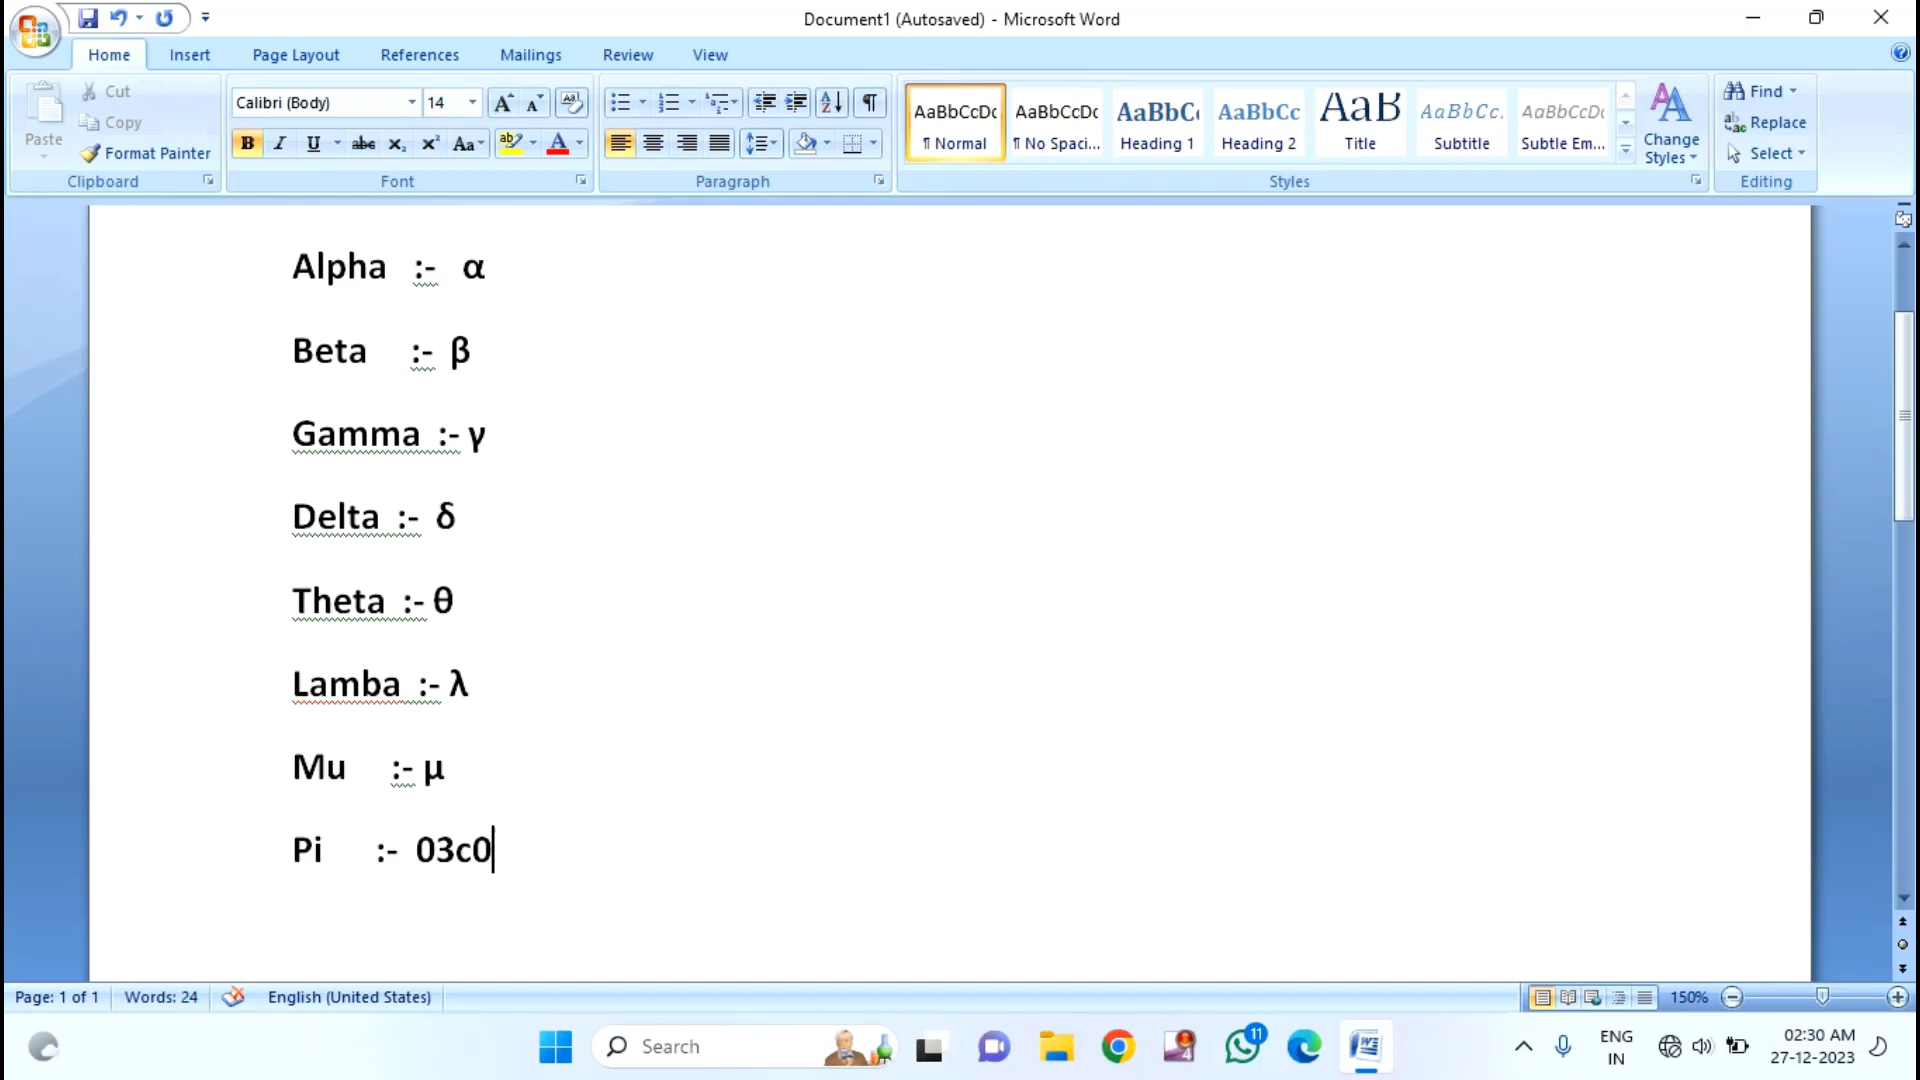 Document1 (Autosaved) - Microsoft Word
Home Insert Page Layout References Mailings Review View
Paste
Cut
Copy
Format Painter
Clipboard
Calibri (Body) 14
Font
Paragraph
AaBbCcDc AaBbCcDc AaBbC AaBbCc AaB AaBbCc. AaBbCcDc
¶ Normal ¶ No Spaci... Heading 1 Heading 2 Title Subtitle Subtle Em...
Change
Styles
Styles
Find
Replace
Select
Editing
Alpha :- α
Beta :- β
Gamma :- γ
Delta :- δ
Theta :- θ
Lamba :- λ
Mu :- μ
Pi :- 03c0
Page: 1 of 1 Words: 24 English (United States) 150%
Search
11
ENG
IN
02:30 AM
27-12-2023